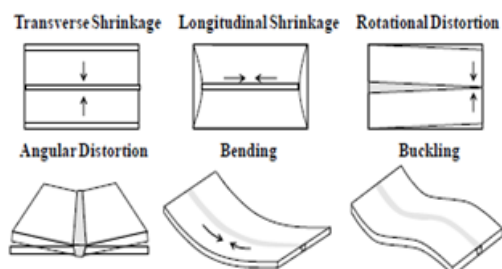 Transverse Shrinkage Longitudinal Shrinkage Rotational Distortion
Angular Distortion Bending Buckling